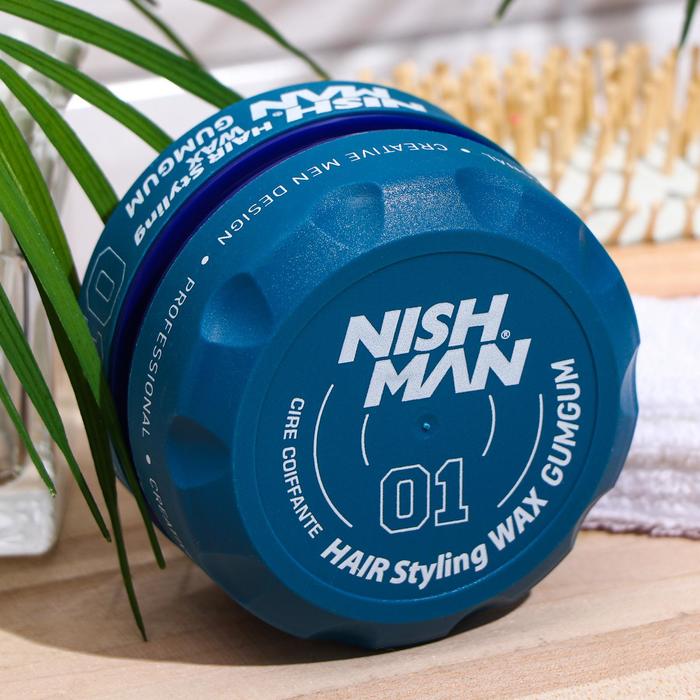 NISH
MAN®
HAIR Styling
WAX
GUMGUM
PROFESSIONAL • CREATIVE MEN DESIGN •
NISH
MAN®
01
CIRE COIFFANTE
HAIR Styling WAX GUMGUM